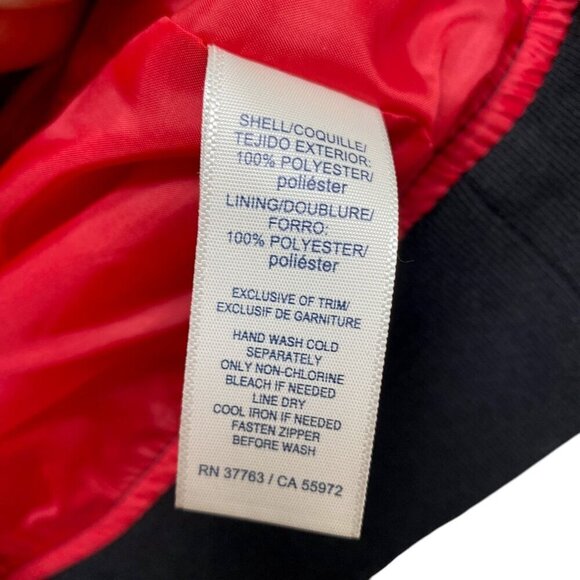 SHELL/COQUILLE/
TEJIDO EXTERIOR:
100% POLYESTER/
poliéster
LINING/DOUBLURE/
FORRO:
100% POLYESTER/
poliéster
EXCLUSIVE OF TRIM/
EXCLUSIF DE GARNITURE
HAND WASH COLD
SEPARATELY
ONLY NON-CHLORINE
BLEACH IF NEEDED
LINE DRY
COOL IRON IF NEEDED
FASTEN ZIPPER
BEFORE WASH
RN 37763 / CA 55972